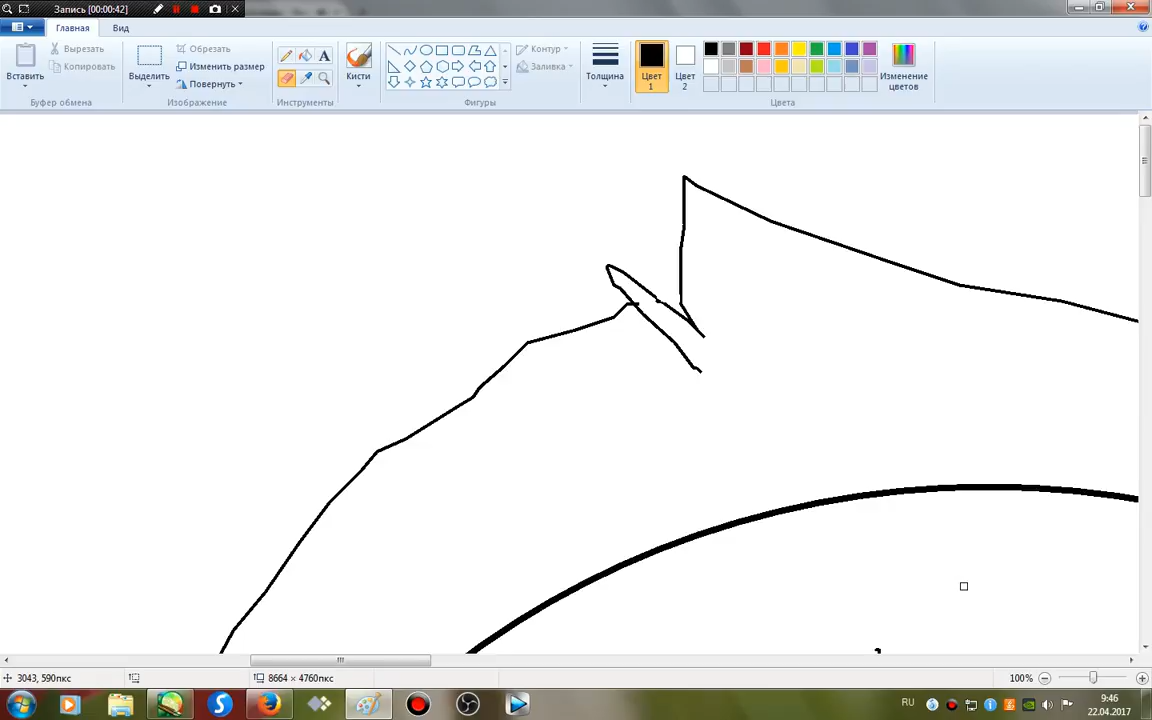 Запись [00:00:42]
Главная
Вид
Вставить
Вырезать
Копировать
Буфер обмена
Выделить
Обрезать
Изменить размер
Повернуть
Изображение
A
Инструменты
Кисти
Контур
Заливка
Фигуры
Толщина
Цвет 1
Цвет 2
Изменение цветов
Цвета
3043, 590пкс
8664 × 4760пкс
100%
RU
9:46
22.04.2017